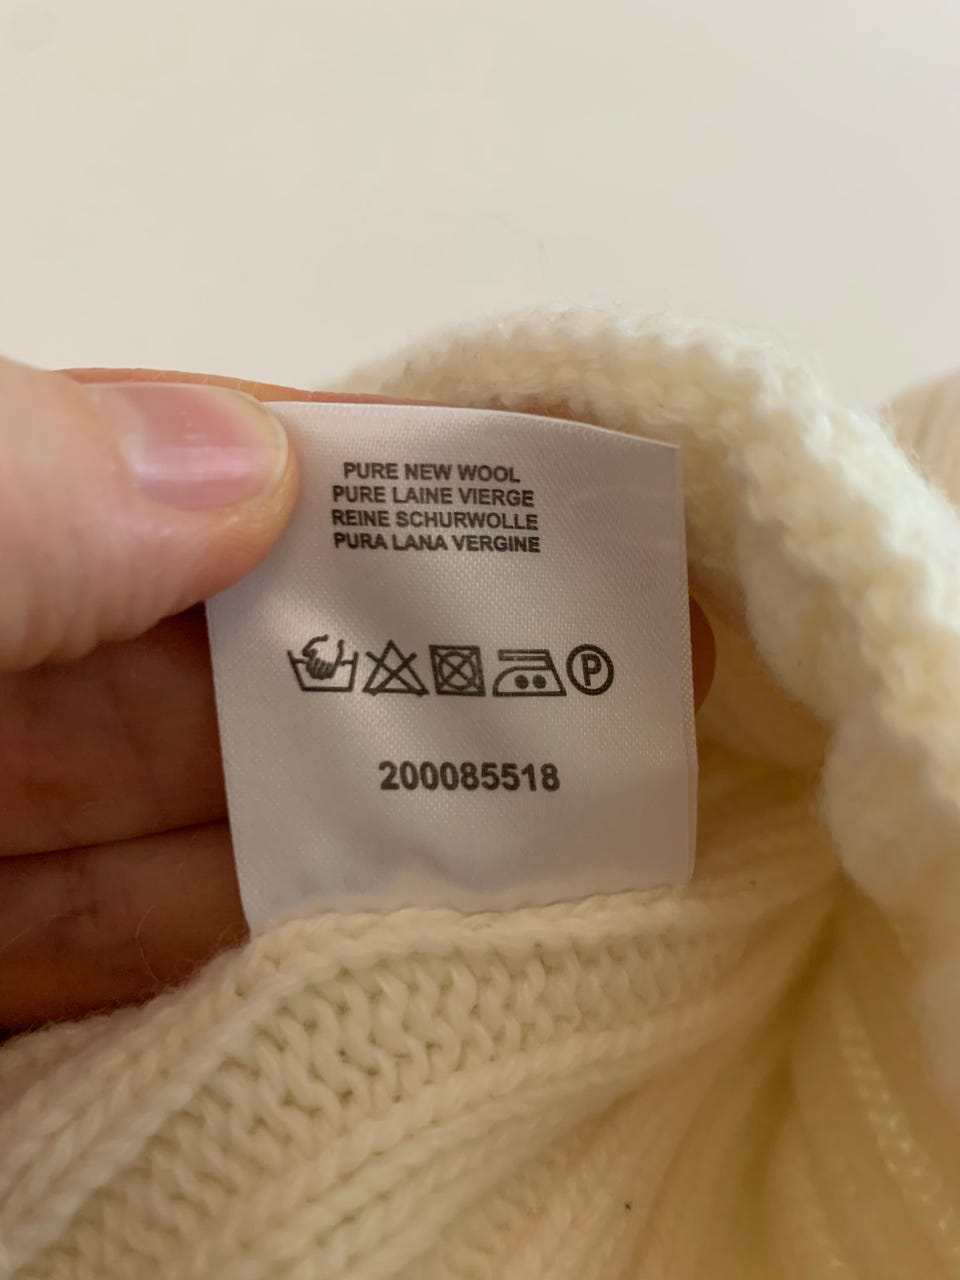 PURE NEW WOOL
PURE LAINE VIERGE
REINE SCHURWOLLE
PURA LANA VERGINE
P
200085518